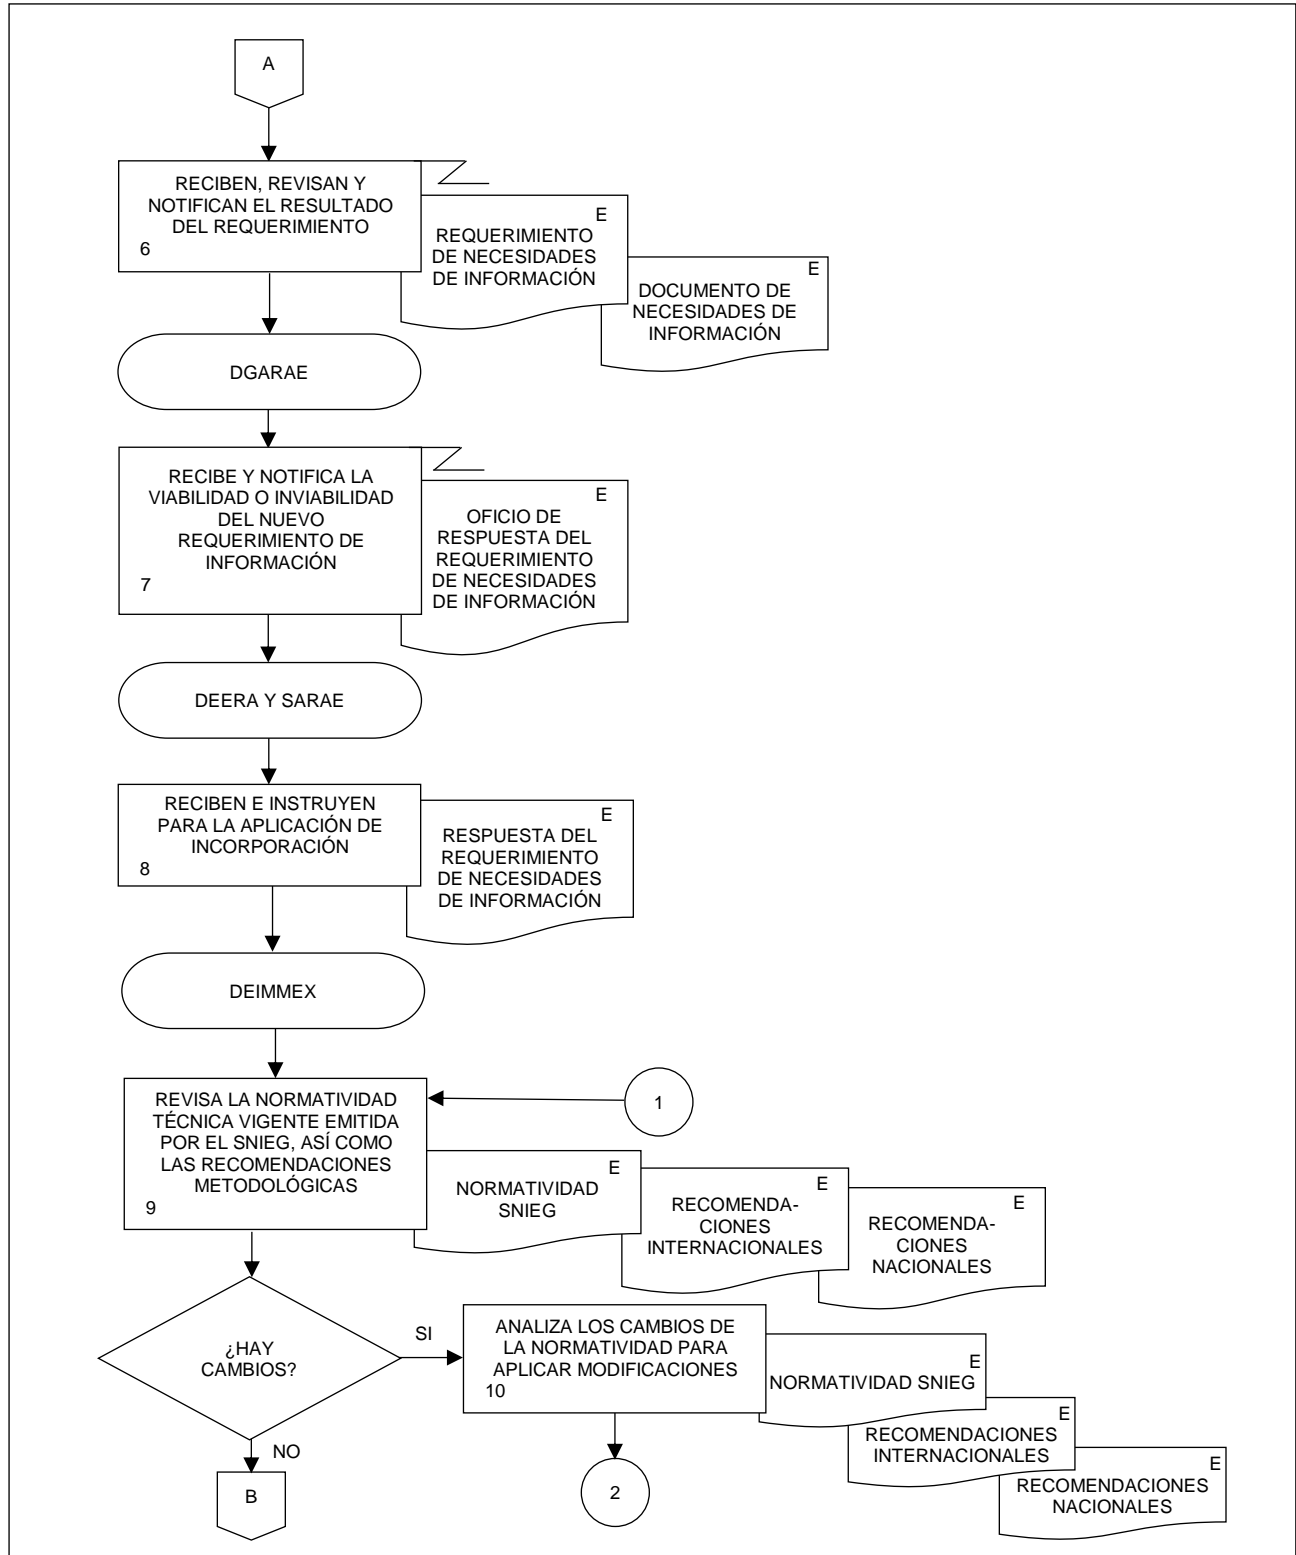 A
RECIBEN, REVISAN Y
NOTIFICAN EL RESULTADO
DEL REQUERIMIENTO
6
E
REQUERIMIENTO
DE NECESIDADES
DE INFORMACIÓN
E
DOCUMENTO DE
NECESIDADES DE
INFORMACIÓN
DGARAE
RECIBE Y NOTIFICA LA
VIABILIDAD O INVIABILIDAD
DEL NUEVO
REQUERIMIENTO DE
INFORMACIÓN
7
E
OFICIO DE
RESPUESTA DEL
REQUERIMIENTO
DE NECESIDADES
DE INFORMACIÓN
DEERA Y SARAE
RECIBEN E INSTRUYEN
PARA LA APLICACIÓN DE
INCORPORACIÓN
8
E
RESPUESTA DEL
REQUERIMIENTO
DE NECESIDADES
DE INFORMACIÓN
DEIMMEX
REVISA LA NORMATIVIDAD
TÉCNICA VIGENTE EMITIDA
POR EL SNIEG, ASÍ COMO
LAS RECOMENDACIONES
METODOLÓGICAS
9
1
E
NORMATIVIDAD
SNIEG
E
RECOMENDA-
CIONES
INTERNACIONALES
E
RECOMENDA-
CIONES
NACIONALES
¿HAY
CAMBIOS?
SI
NO
ANALIZA LOS CAMBIOS DE
LA NORMATIVIDAD PARA
APLICAR MODIFICACIONES
10
E
NORMATIVIDAD SNIEG
E
RECOMENDACIONES
INTERNACIONALES
E
RECOMENDACIONES
NACIONALES
B
2